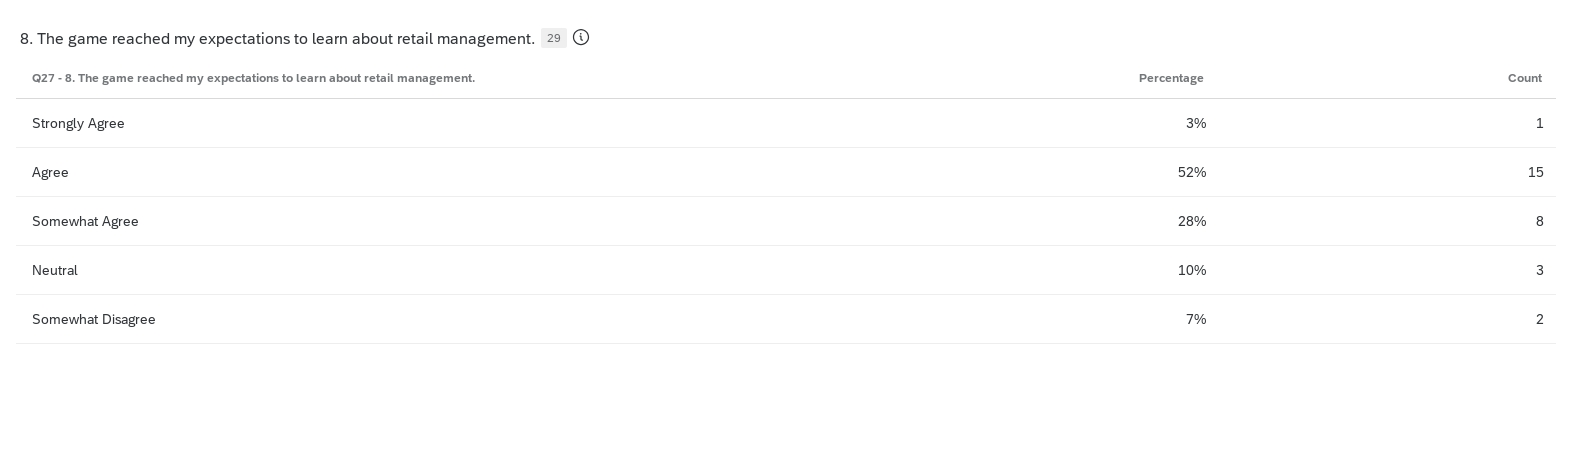 8. The game reached my expectations to learn about retail management. 29
Q27 - 8. The game reached my expectations to learn about retail management. Percentage Count
Strongly Agree 3% 1
Agree 52% 15
Somewhat Agree 28% 8
Neutral 10% 3
Somewhat Disagree 7% 2